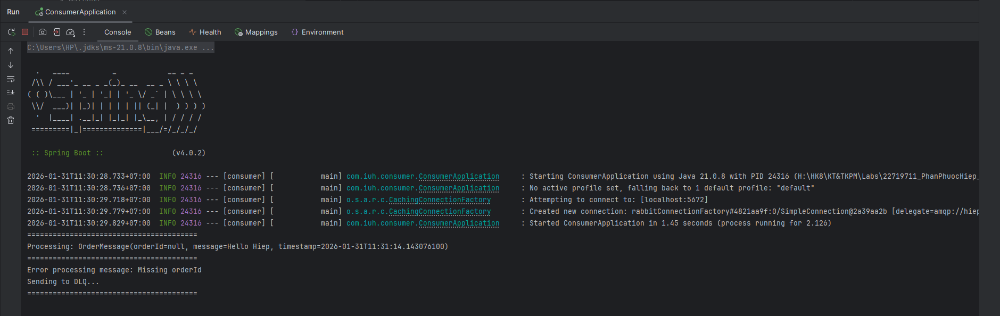 Run ConsumerApplication
Console Beans Health Mappings Environment
C:\Users\HP\.jdks\ms-21.0.8\bin\java.exe ...
  .   ____          _            __ _ _
 /\\ / ___'_ __ _ _(_)_ __  __ _ \ \ \ \
( ( )\___ | '_ | '_| | '_ \/ _` | \ \ \ \
 \\/  ___)| |_)| | | | | || (_| |  ) ) ) )
  '  |____| .__|_| |_|_| |_\__, | / / / /
 =========|_|==============|___/=/_/_/_/
 :: Spring Boot ::                (v4.0.2)
2026-01-31T11:30:28.733+07:00  INFO 24316 --- [consumer] [           main] com.iuh.consumer.ConsumerApplication     : Starting ConsumerApplication using Java 21.0.8 with PID 24316 (H:\HK8\KT&TKPM\Labs\22719711_PhanPhuocHiep_
2026-01-31T11:30:28.736+07:00  INFO 24316 --- [consumer] [           main] com.iuh.consumer.ConsumerApplication     : No active profile set, falling back to 1 default profile: "default"
2026-01-31T11:30:29.718+07:00  INFO 24316 --- [consumer] [           main] o.s.a.r.c.CachingConnectionFactory       : Attempting to connect to: [localhost:5672]
2026-01-31T11:30:29.779+07:00  INFO 24316 --- [consumer] [           main] o.s.a.r.c.CachingConnectionFactory       : Created new connection: rabbitConnectionFactory#4821aa9f:0/SimpleConnection@2a39aa2b [delegate=amqp://hiep
2026-01-31T11:30:29.829+07:00  INFO 24316 --- [consumer] [           main] com.iuh.consumer.ConsumerApplication     : Started ConsumerApplication in 1.45 seconds (process running for 2.126)
========================================
Processing: OrderMessage(orderId=null, message=Hello Hiep, timestamp=2026-01-31T11:31:14.143076100)
========================================
Error processing message: Missing orderId
Sending to DLQ...
========================================